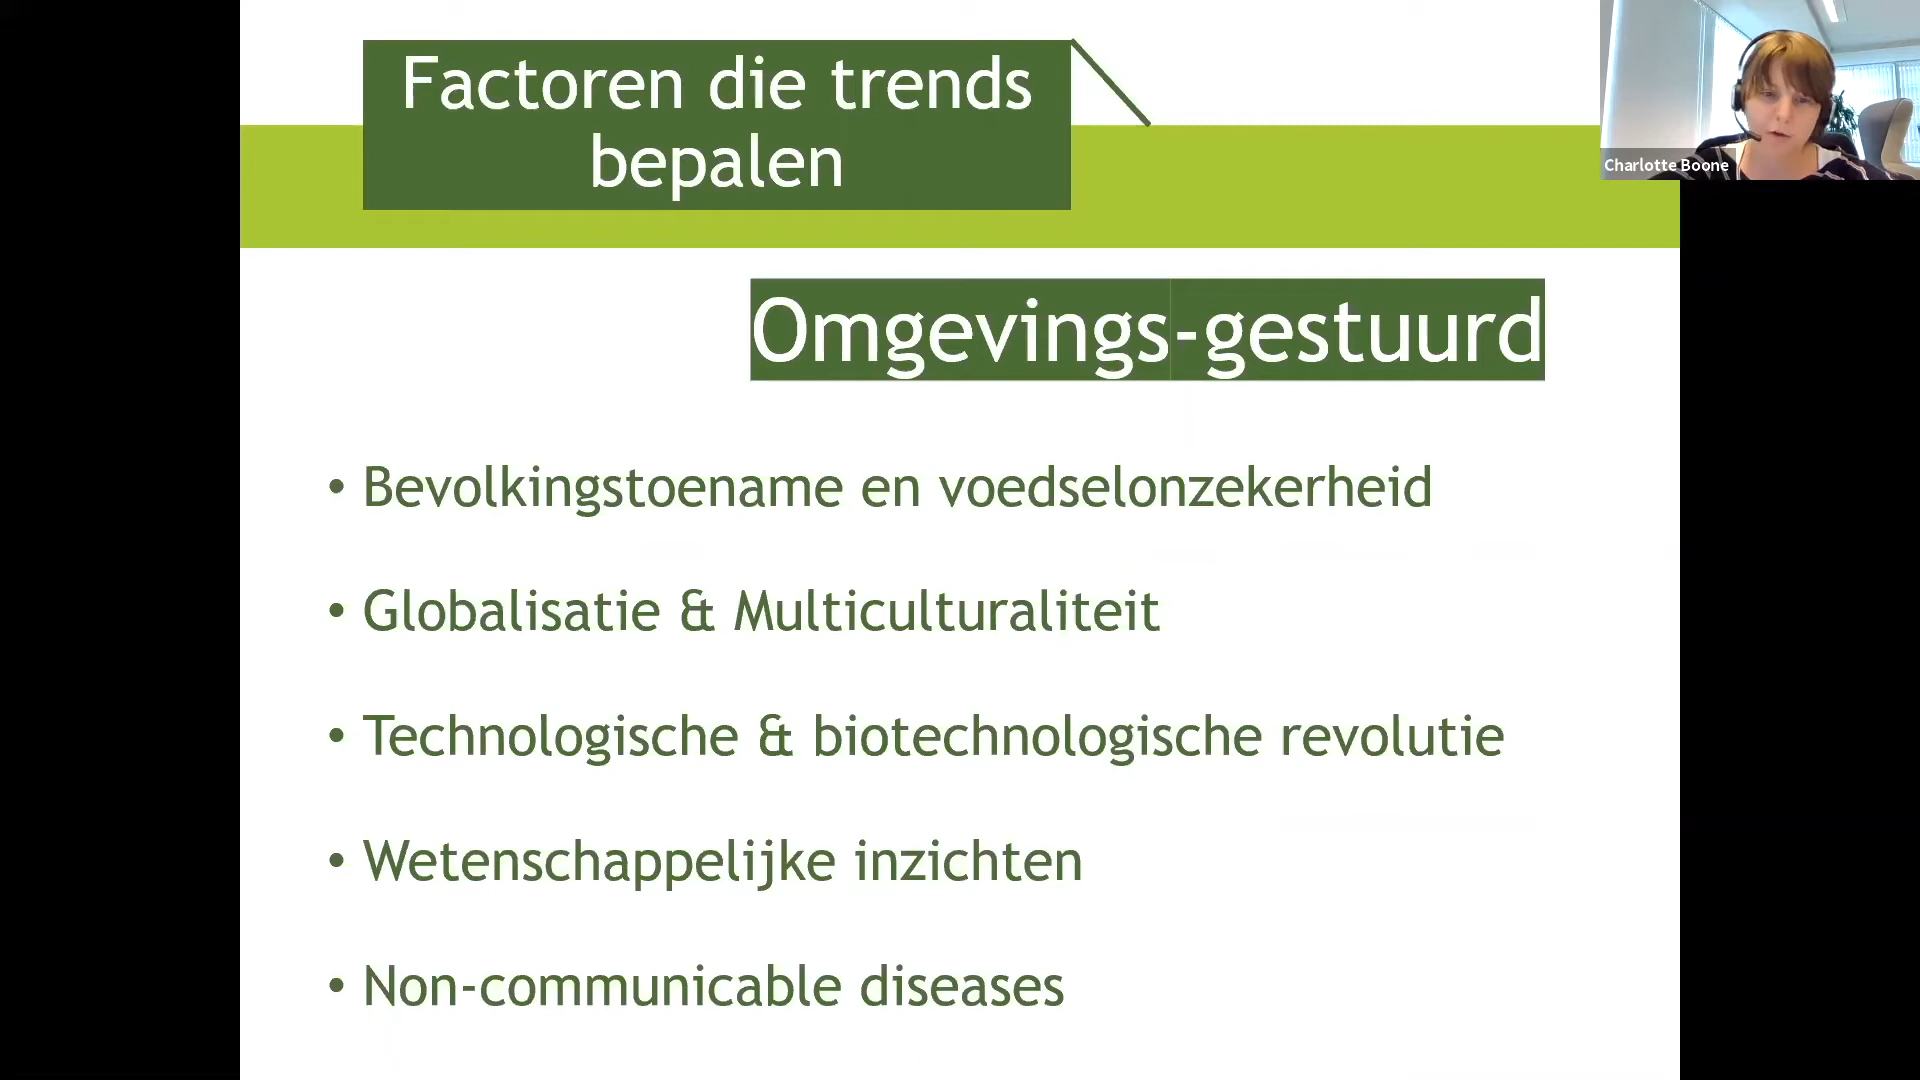 Factoren die trends
bepalen
Charlotte Boone
Omgevings-gestuurd
• Bevolkingstoename en voedselonzekerheid
• Globalisatie & Multiculturaliteit
• Technologische & biotechnologische revolutie
• Wetenschappelijke inzichten
• Non-communicable diseases